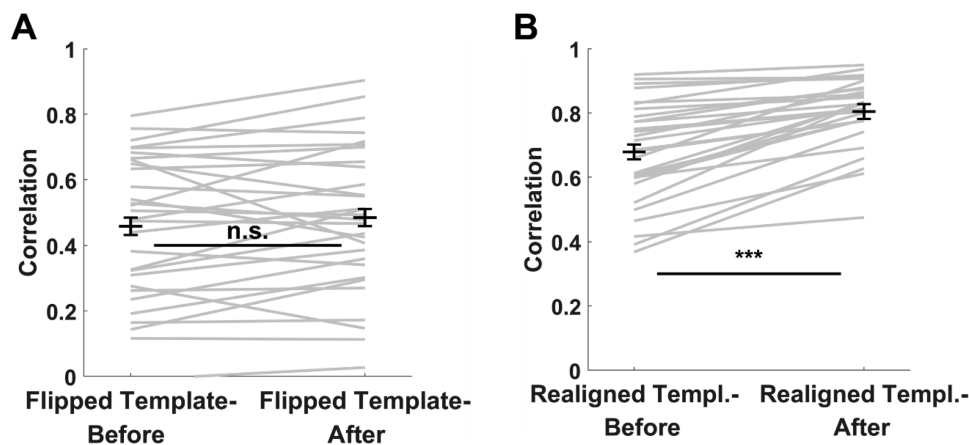 A
Correlation
1
0.8
0.6
0.4
0.2
0
n.s.
Flipped Template-
Before
Flipped Template-
After
B
Correlation
1
0.8
0.6
0.4
0.2
0
***
Realigned Templ.-
Before
Realigned Templ.-
After